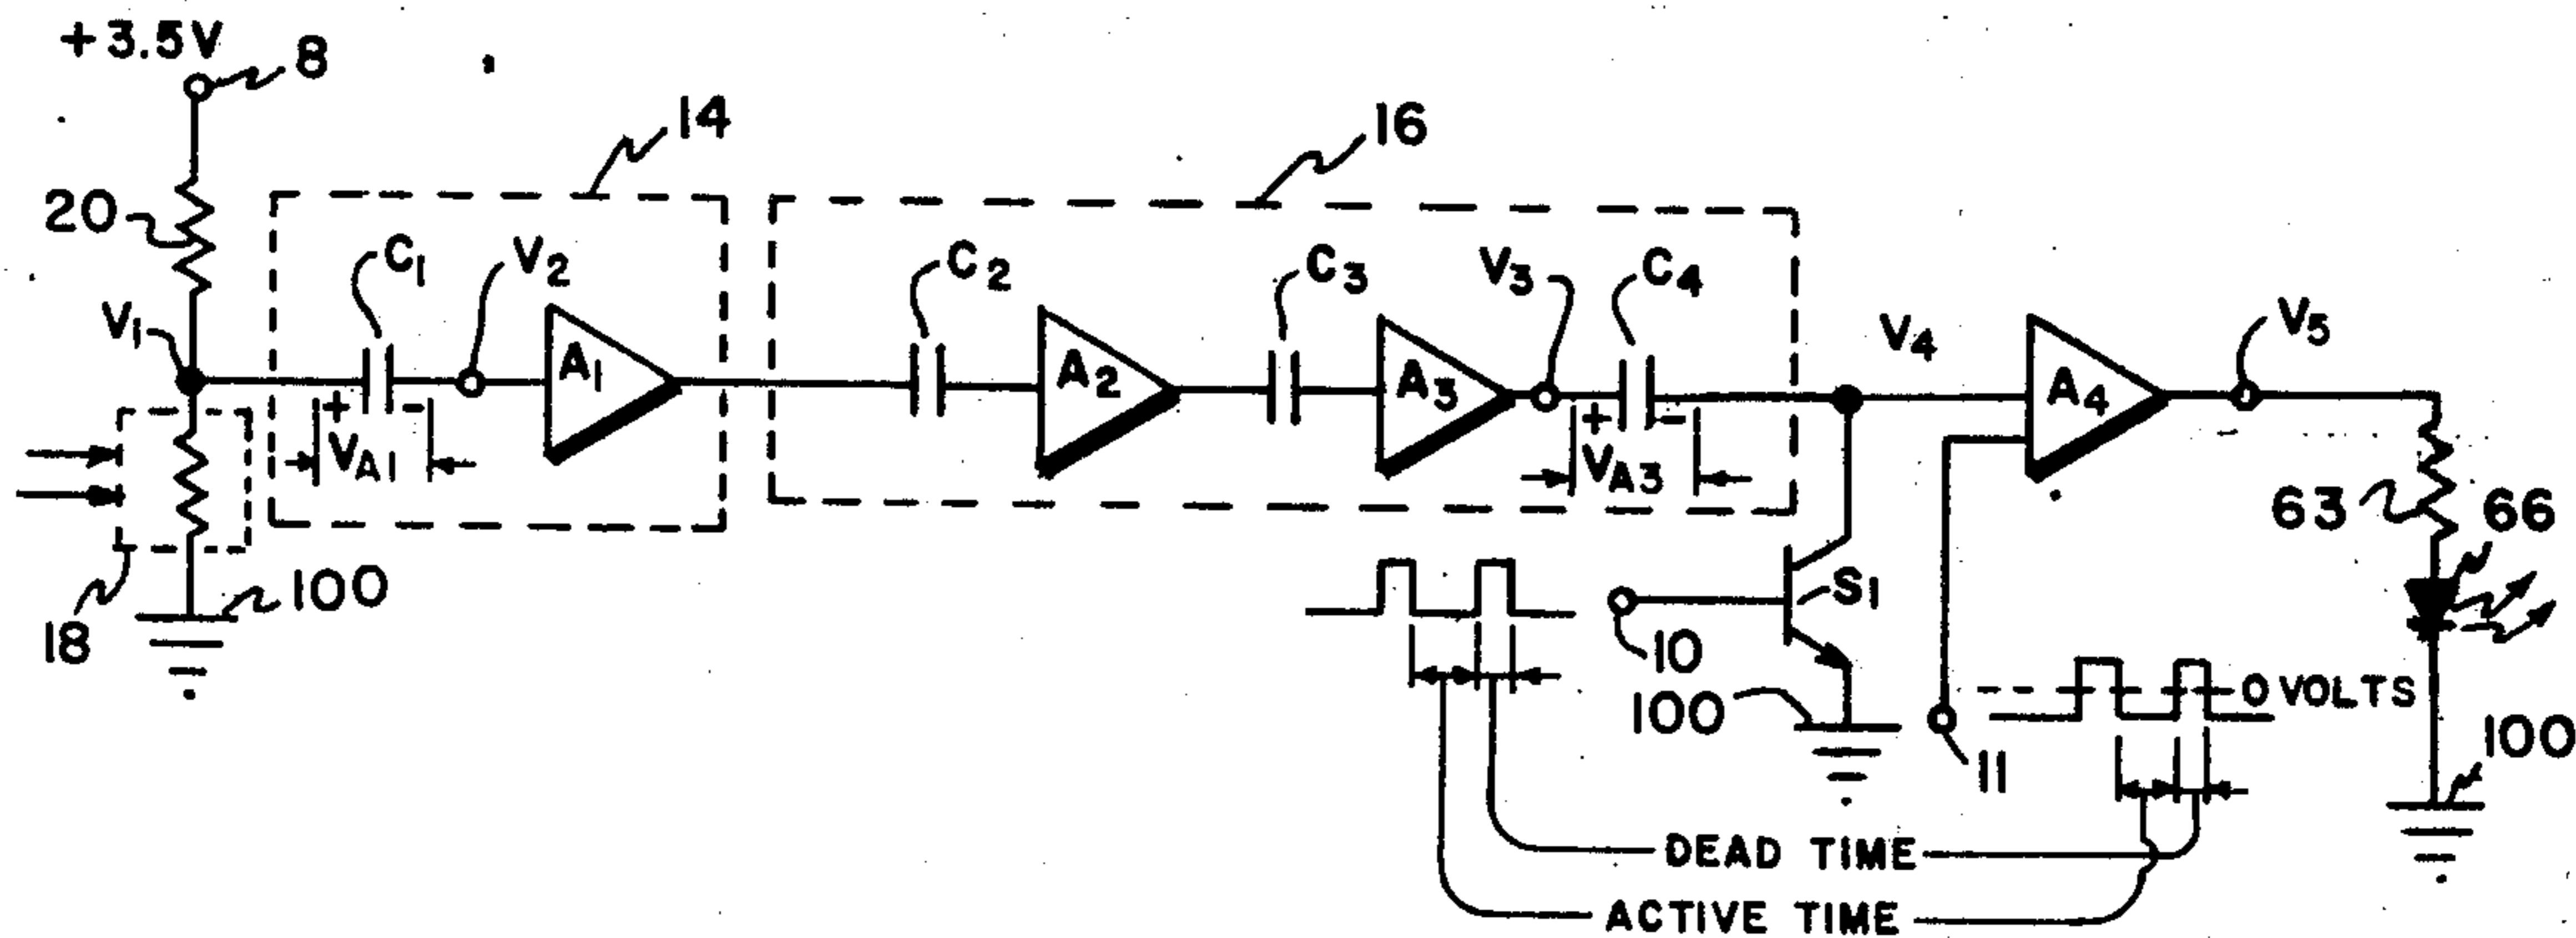 +3.5V
8
14
16
20
C1
V2
C2
C3
V3
C4
V1
V4
V5
A1
A2
A3
A4
+ -
VA1
+ -
VA3
63
66
18
100
10
S1
100
11
0 VOLTS
100
DEAD TIME
ACTIVE TIME